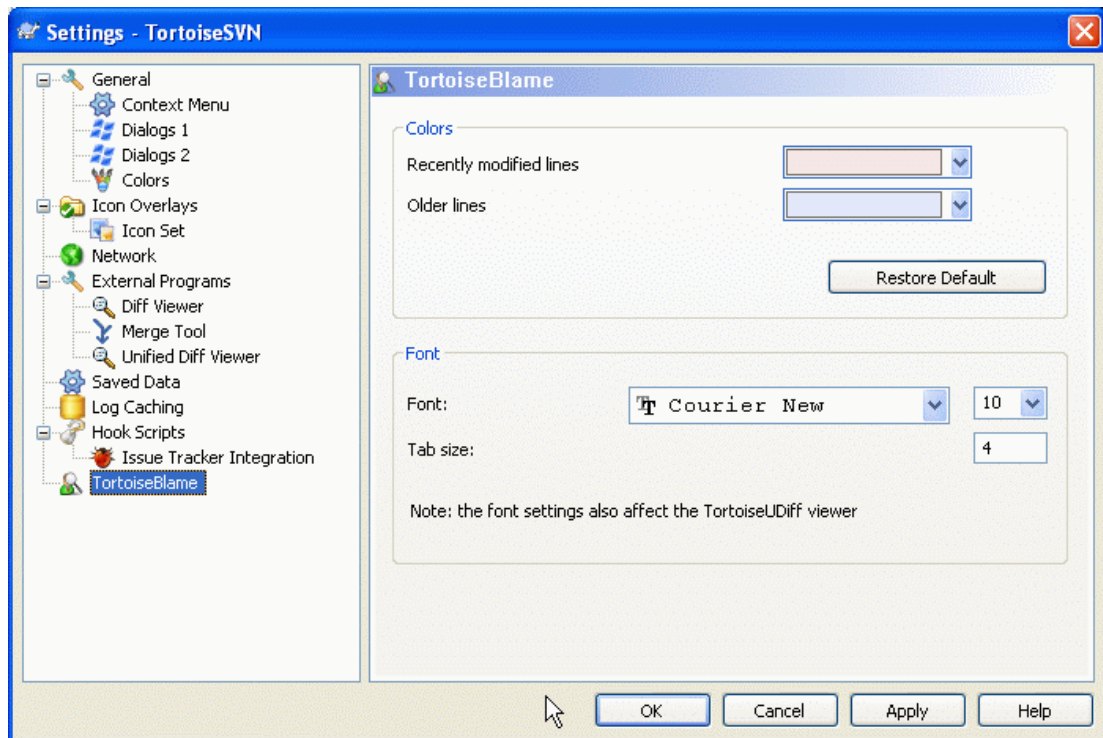 Settings - TortoiseSVN
General
Context Menu
Dialogs 1
Dialogs 2
Colors
Icon Overlays
Icon Set
Network
External Programs
Diff Viewer
Merge Tool
Unified Diff Viewer
Saved Data
Log Caching
Hook Scripts
Issue Tracker Integration
TortoiseBlame
TortoiseBlame
Colors
Recently modified lines
Older lines
Restore Default
Font
Font: Courier New 10
Tab size: 4
Note: the font settings also affect the TortoiseUDiff viewer
OK Cancel Apply Help